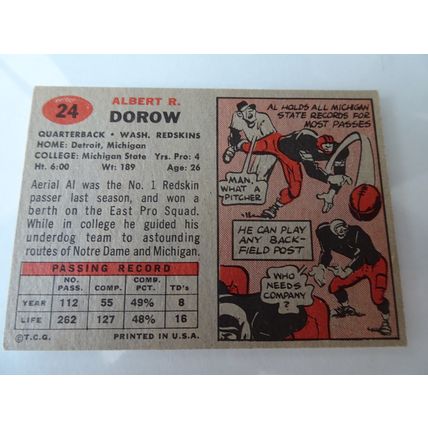 24
ALBERT R.
DOROW
QUARTERBACK • WASH. REDSKINS
HOME: Detroit, Michigan
COLLEGE: Michigan State Yrs. Pro: 4
Ht. 6:00 Wt: 189 Age: 26
Aerial Al was the No. 1 Redskin
passer last season, and won
a berth on the East Pro Squad.
While in college he guided his
underdog team to astounding
routes of Notre Dame and Michigan.
PASSING RECORD
NO. PASS. COMP. COMP. PCT. TD's
YEAR 112 55 49% 8
LIFE 262 127 48% 16
©T.C.G. PRINTED IN U.S.A.
AL HOLDS ALL MICHIGAN
STATE RECORDS FOR
MOST PASSES
MAN,
WHAT A
PITCHER
HE CAN PLAY
ANY BACK-
FIELD POST
WHO
NEEDS
COMPANY?